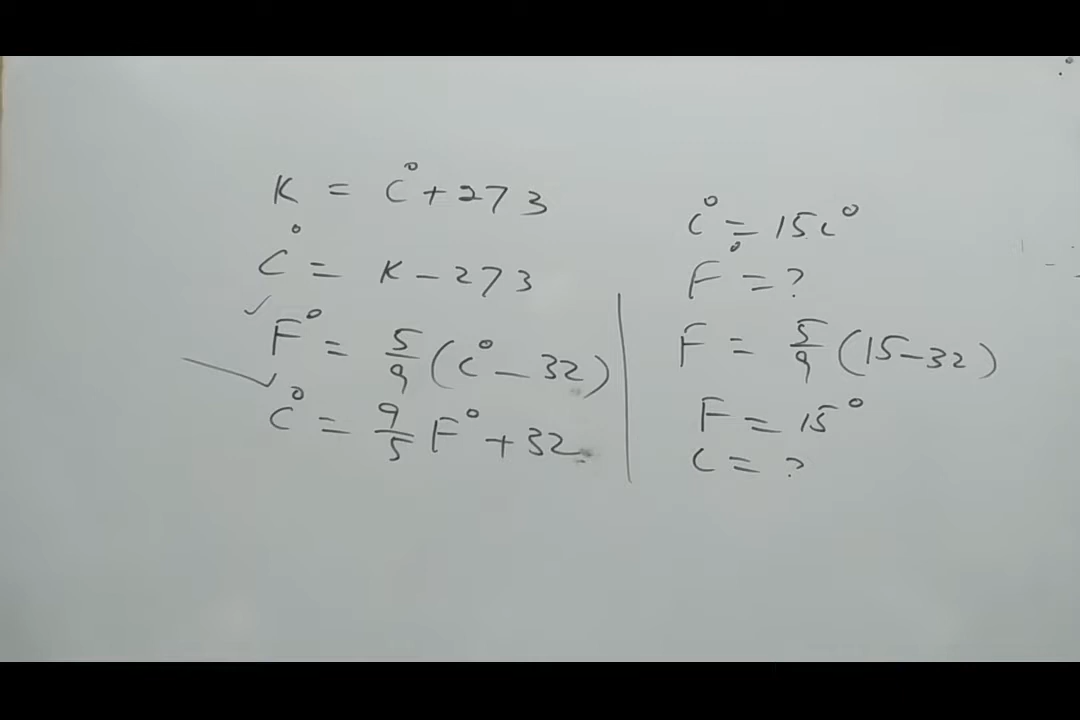 K = C° + 273
C° = K - 273
F° = 5/9 (C° - 32)
C° = 9/5 F° + 32
C° = 15C°
F° = ?
F = 5/9 (15 - 32)
F = 15°
C = ?